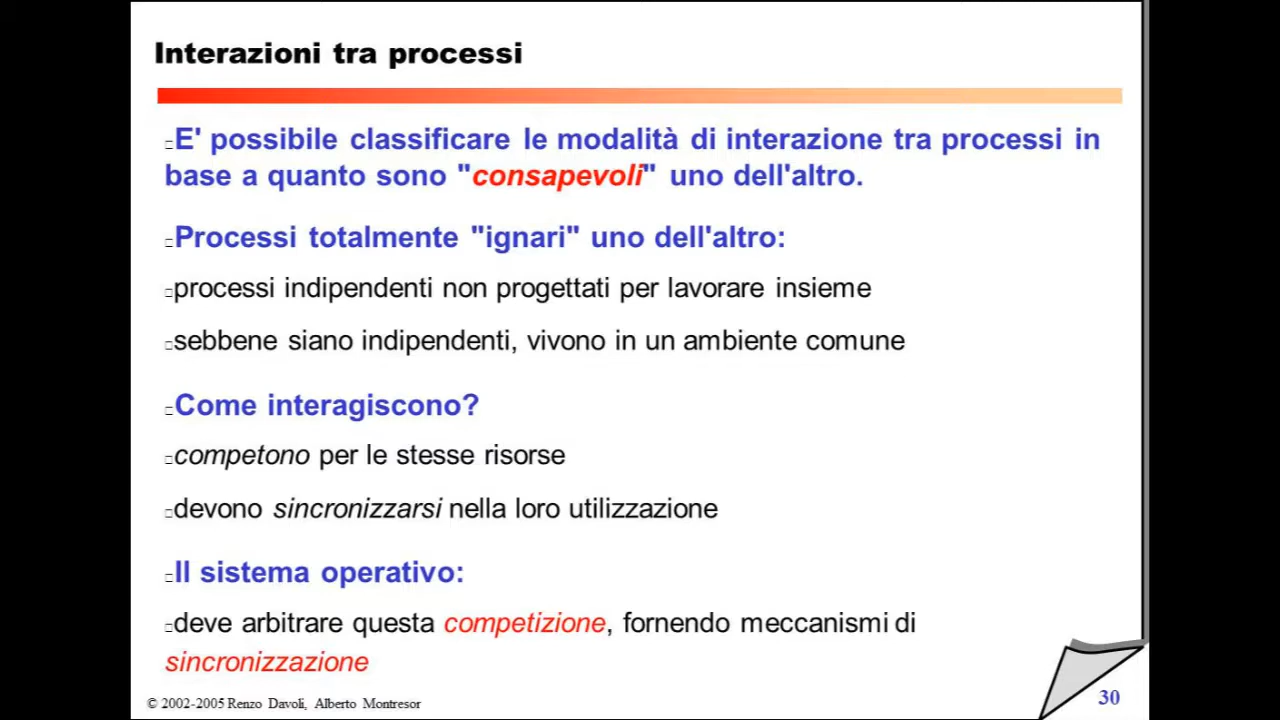 Interazioni tra processi
E' possibile classificare le modalità di interazione tra processi in
base a quanto sono "consapevoli" uno dell'altro.
Processi totalmente "ignari" uno dell'altro:
processi indipendenti non progettati per lavorare insieme
sebbene siano indipendenti, vivono in un ambiente comune
Come interagiscono?
competono per le stesse risorse
devono sincronizzarsi nella loro utilizzazione
Il sistema operativo:
deve arbitrare questa competizione, fornendo meccanismi di
sincronizzazione
© 2002-2005 Renzo Davoli, Alberto Montresor
30